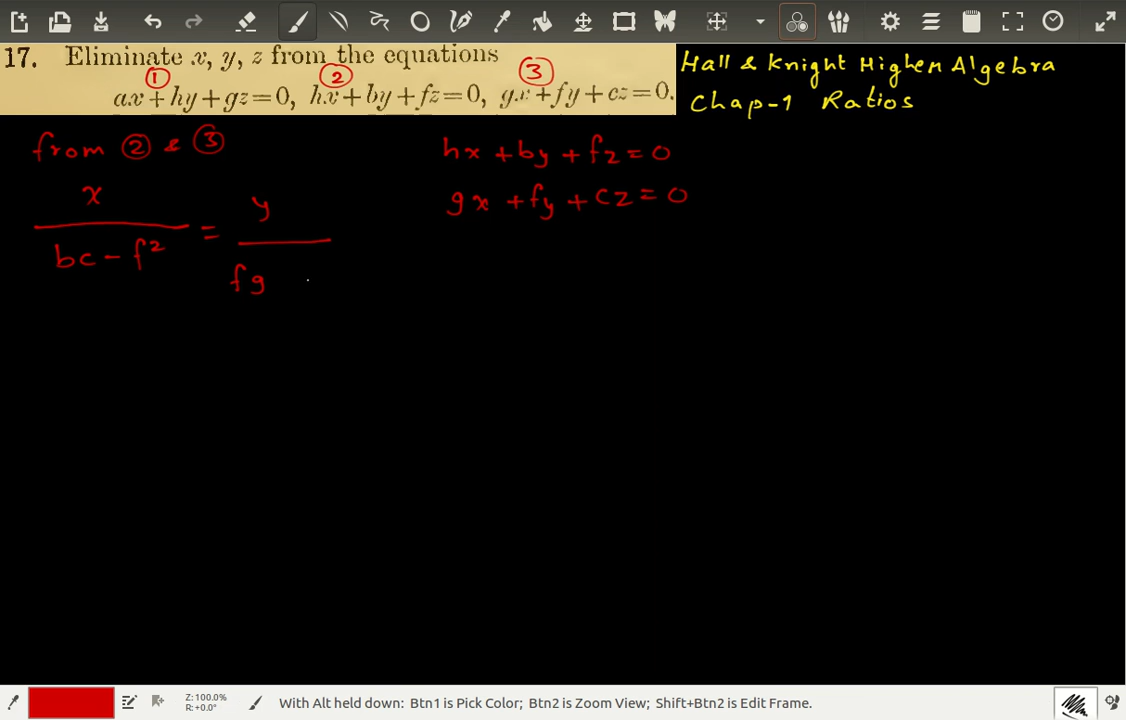 17. Eliminate x, y, z from the equations
① ② ③
ax+hy+gz=0, hx+by+fz=0, gx+fy+cz=0.
Hall & Knight Higher Algebra
Chap-1 Ratios
from ② & ③
hx + by + fz = 0
gx + fy + cz = 0
x y
=
bc - f²
fg
Z:100.0%
R:+0.0°
With Alt held down: Btn1 is Pick Color; Btn2 is Zoom View; Shift+Btn2 is Edit Frame.